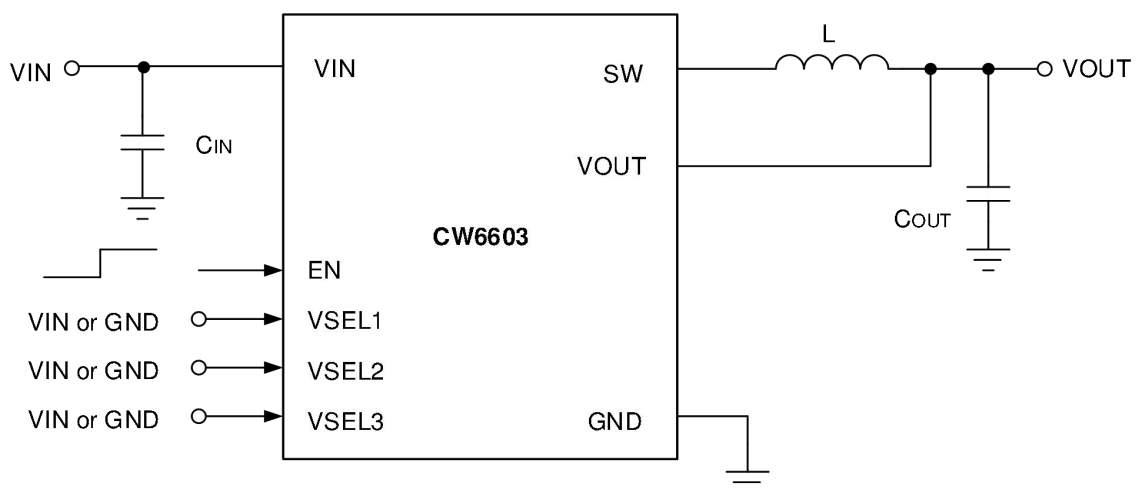 L
VIN
VIN
SW
VOUT
CIN
VOUT
COUT
CW6603
EN
VIN or GND
VSEL1
VIN or GND
VSEL2
VIN or GND
VSEL3
GND